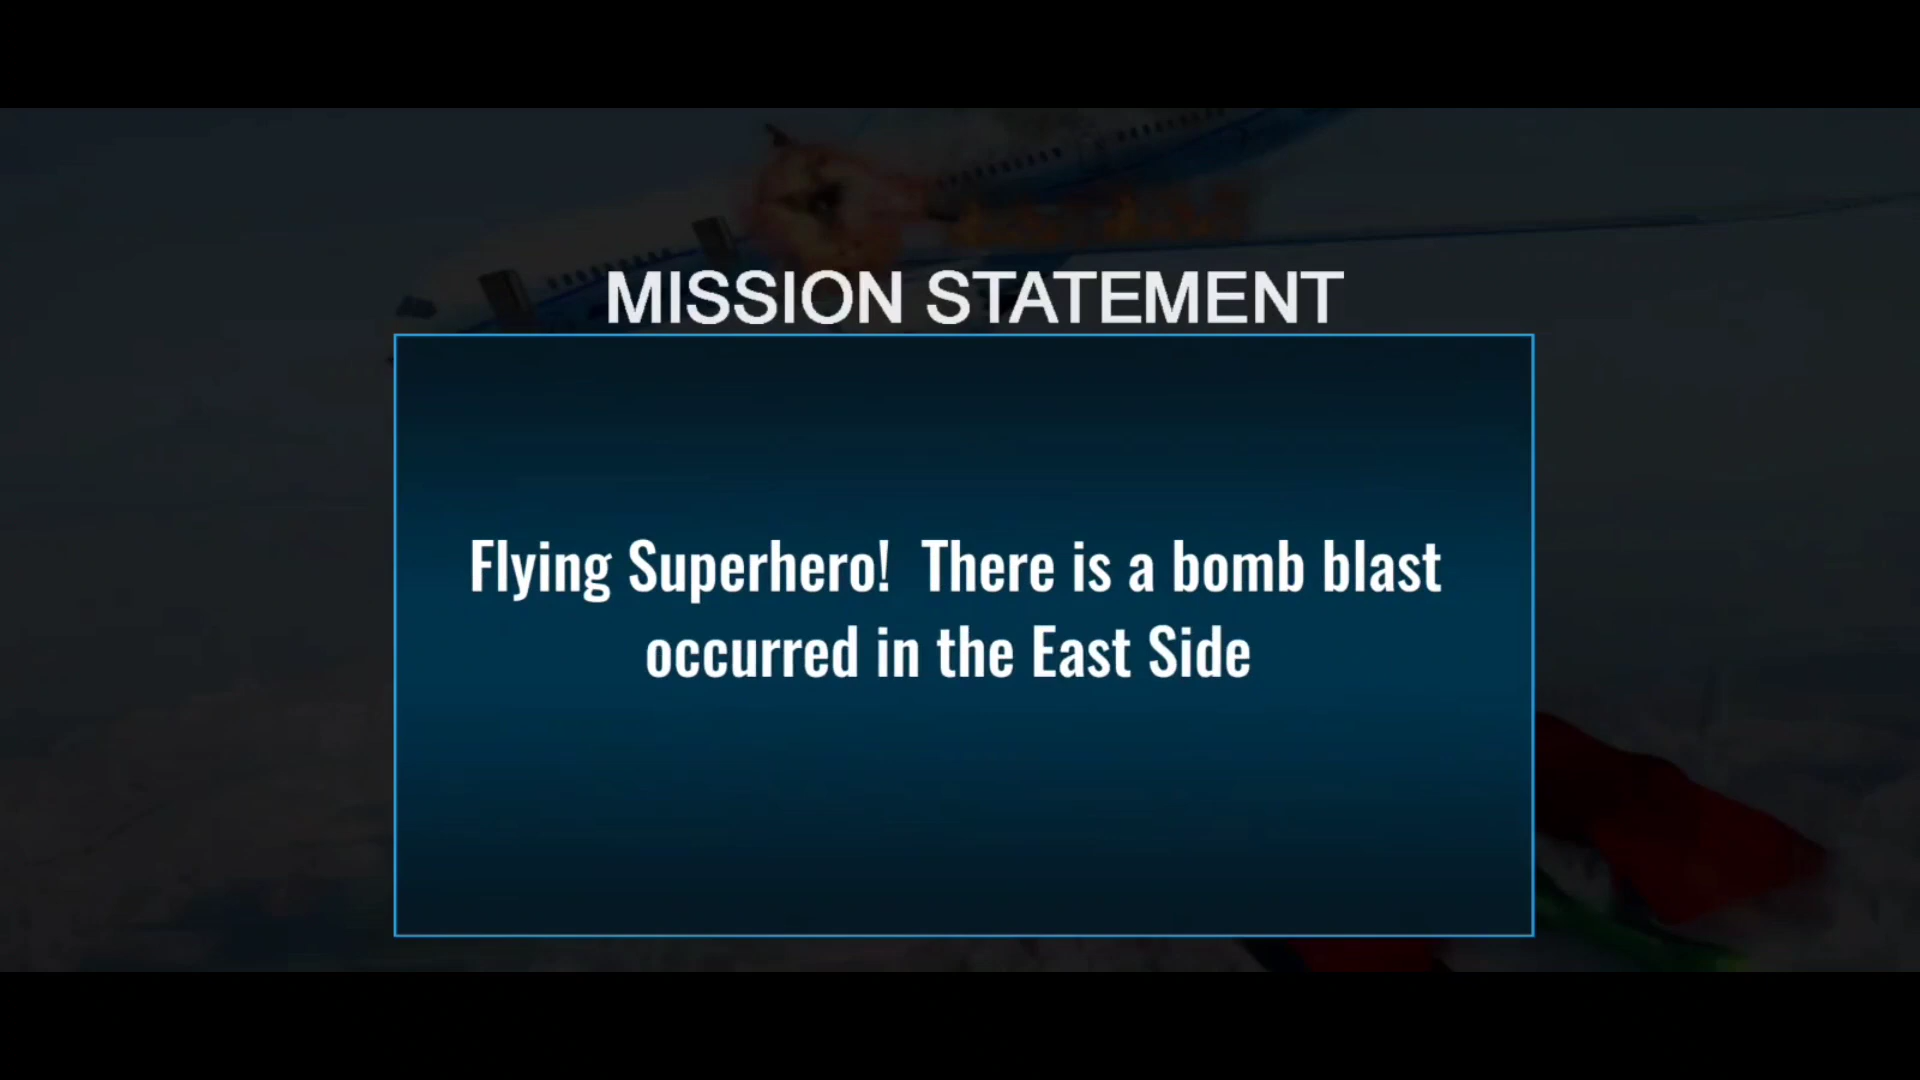 MISSION STATEMENT
Flying Superhero!  There is a bomb blast
occurred in the East Side